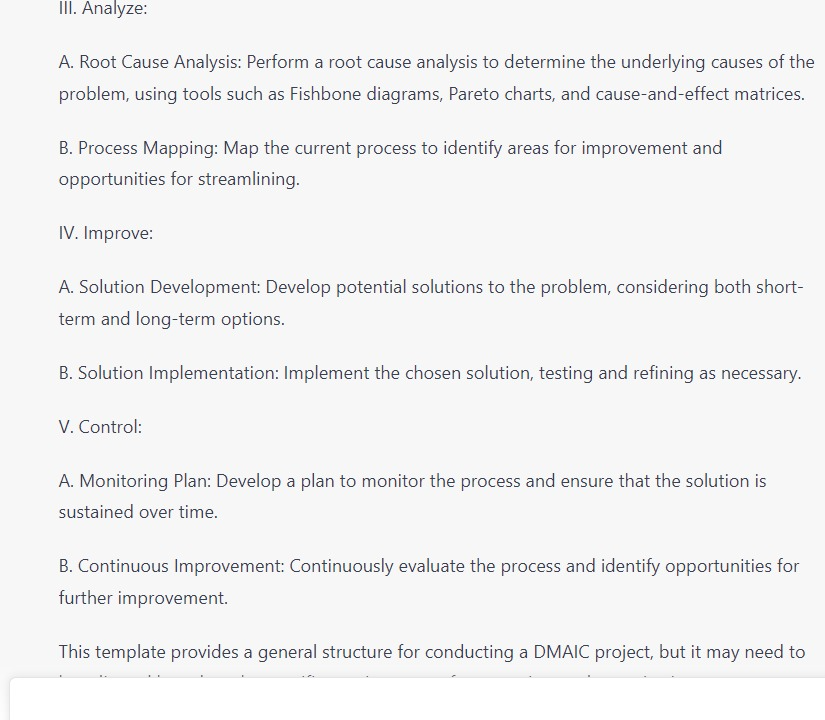 III. Analyze:
A. Root Cause Analysis: Perform a root cause analysis to determine the underlying causes of the
problem, using tools such as Fishbone diagrams, Pareto charts, and cause-and-effect matrices.
B. Process Mapping: Map the current process to identify areas for improvement and
opportunities for streamlining.
IV. Improve:
A. Solution Development: Develop potential solutions to the problem, considering both short-
term and long-term options.
B. Solution Implementation: Implement the chosen solution, testing and refining as necessary.
V. Control:
A. Monitoring Plan: Develop a plan to monitor the process and ensure that the solution is
sustained over time.
B. Continuous Improvement: Continuously evaluate the process and identify opportunities for
further improvement.
This template provides a general structure for conducting a DMAIC project, but it may need to